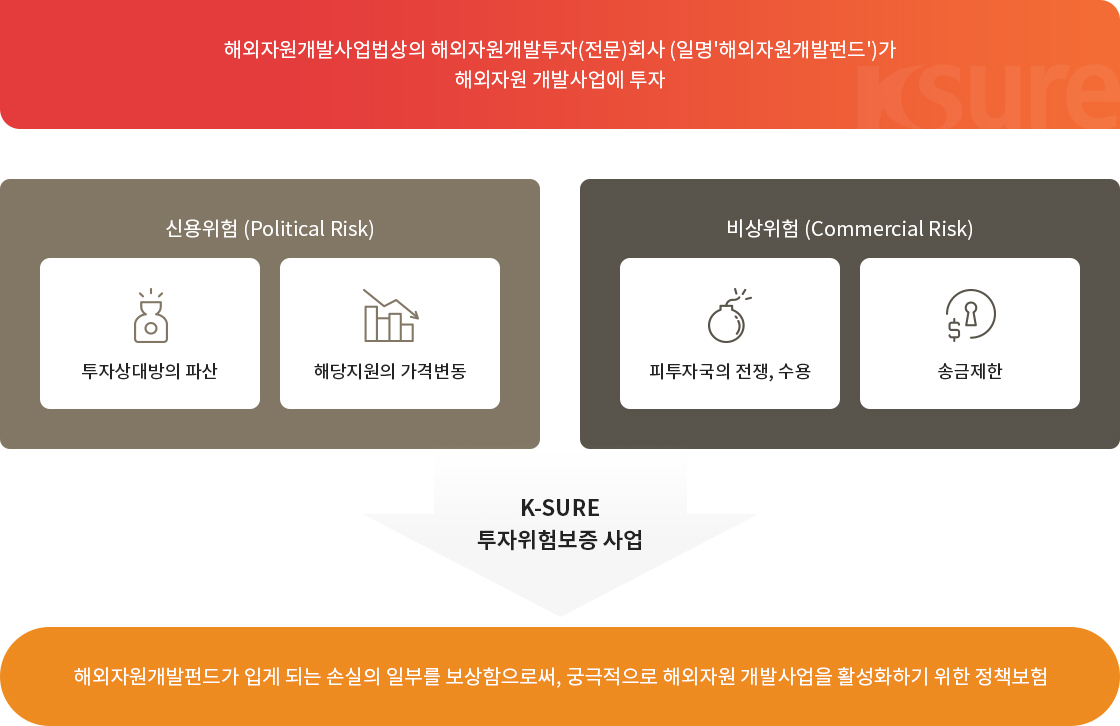 해외자원개발사업법상의 해외자원개발투자(전문)회사 (일명'해외자원개발펀드')가
해외자원 개발사업에 투자
ksure
신용위험 (Political Risk)
투자상대방의 파산
해당지원의 가격변동
비상위험 (Commercial Risk)
피투자국의 전쟁, 수용
송금제한
K-SURE
투자위험보증 사업
해외자원개발펀드가 입게 되는 손실의 일부를 보상함으로써, 궁극적으로 해외자원 개발사업을 활성화하기 위한 정책보험